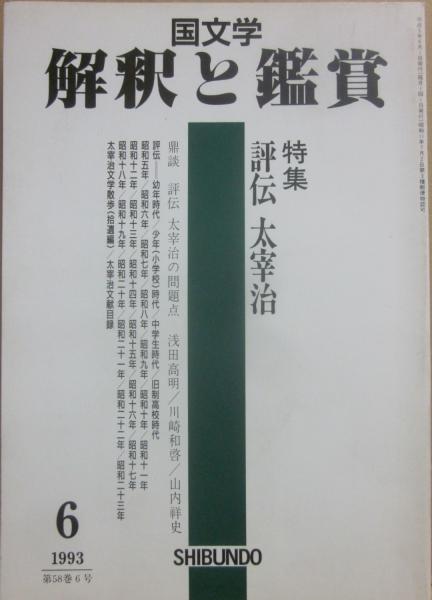 国文学
解釈と鑑賞
特集
評伝 太宰治
鼎談 評伝 太宰治の問題点 浅田高明/川崎和啓/山内祥史
評伝――幼年時代/少年(小学校)時代/中学生時代/旧制高校時代
昭和五年/昭和六年/昭和七年/昭和八年/昭和九年/昭和十年/昭和十一年
昭和十二年/昭和十三年/昭和十四年/昭和十五年/昭和十六年/昭和十七年
昭和十八年/昭和十九年/昭和二十年/昭和二十一年/昭和二十二年/昭和二十三年
太宰治文学散歩(拾遺編)/太宰治文献目録
6
1993
第58巻6号
SHIBUNDO